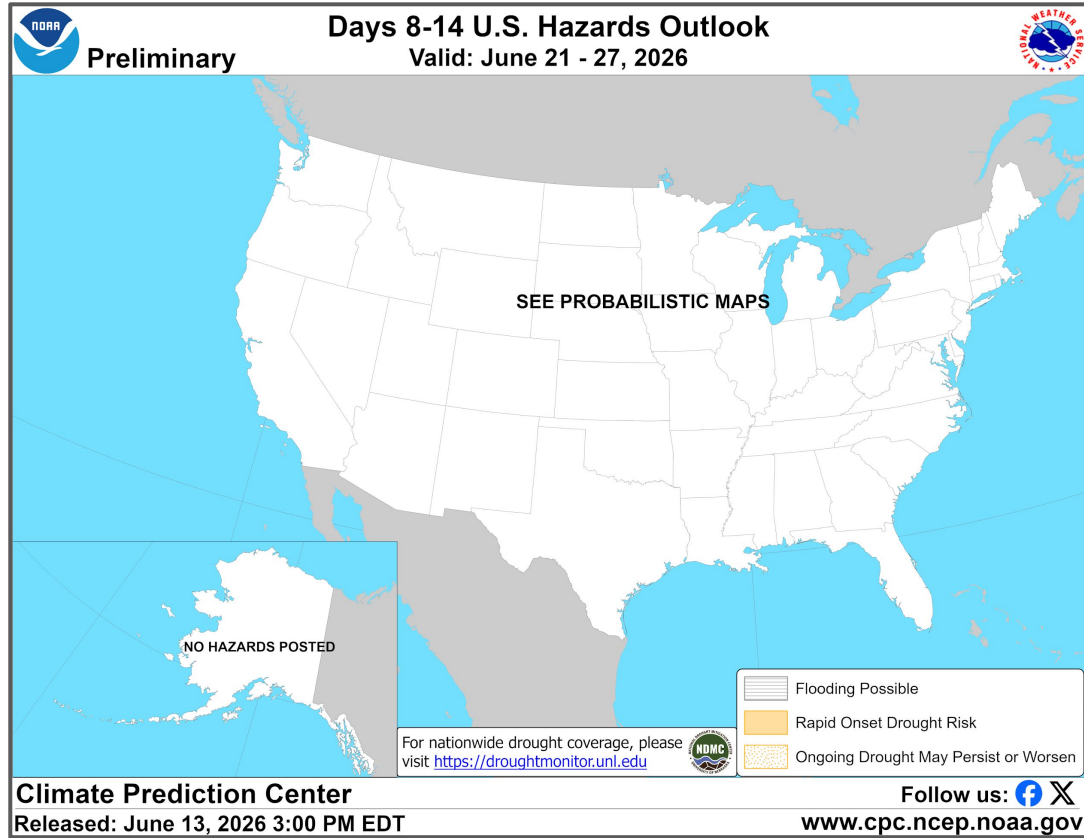 NOAA
Preliminary
Days 8-14 U.S. Hazards Outlook
Valid: June 21 - 27, 2026
NATIONAL WEATHER SERVICE
SEE PROBABILISTIC MAPS
NO HAZARDS POSTED
For nationwide drought coverage, please
visit https://droughtmonitor.unl.edu
NDMC
Flooding Possible
Rapid Onset Drought Risk
Ongoing Drought May Persist or Worsen
Climate Prediction Center
Released: June 13, 2026 3:00 PM EDT
Follow us:
www.cpc.ncep.noaa.gov